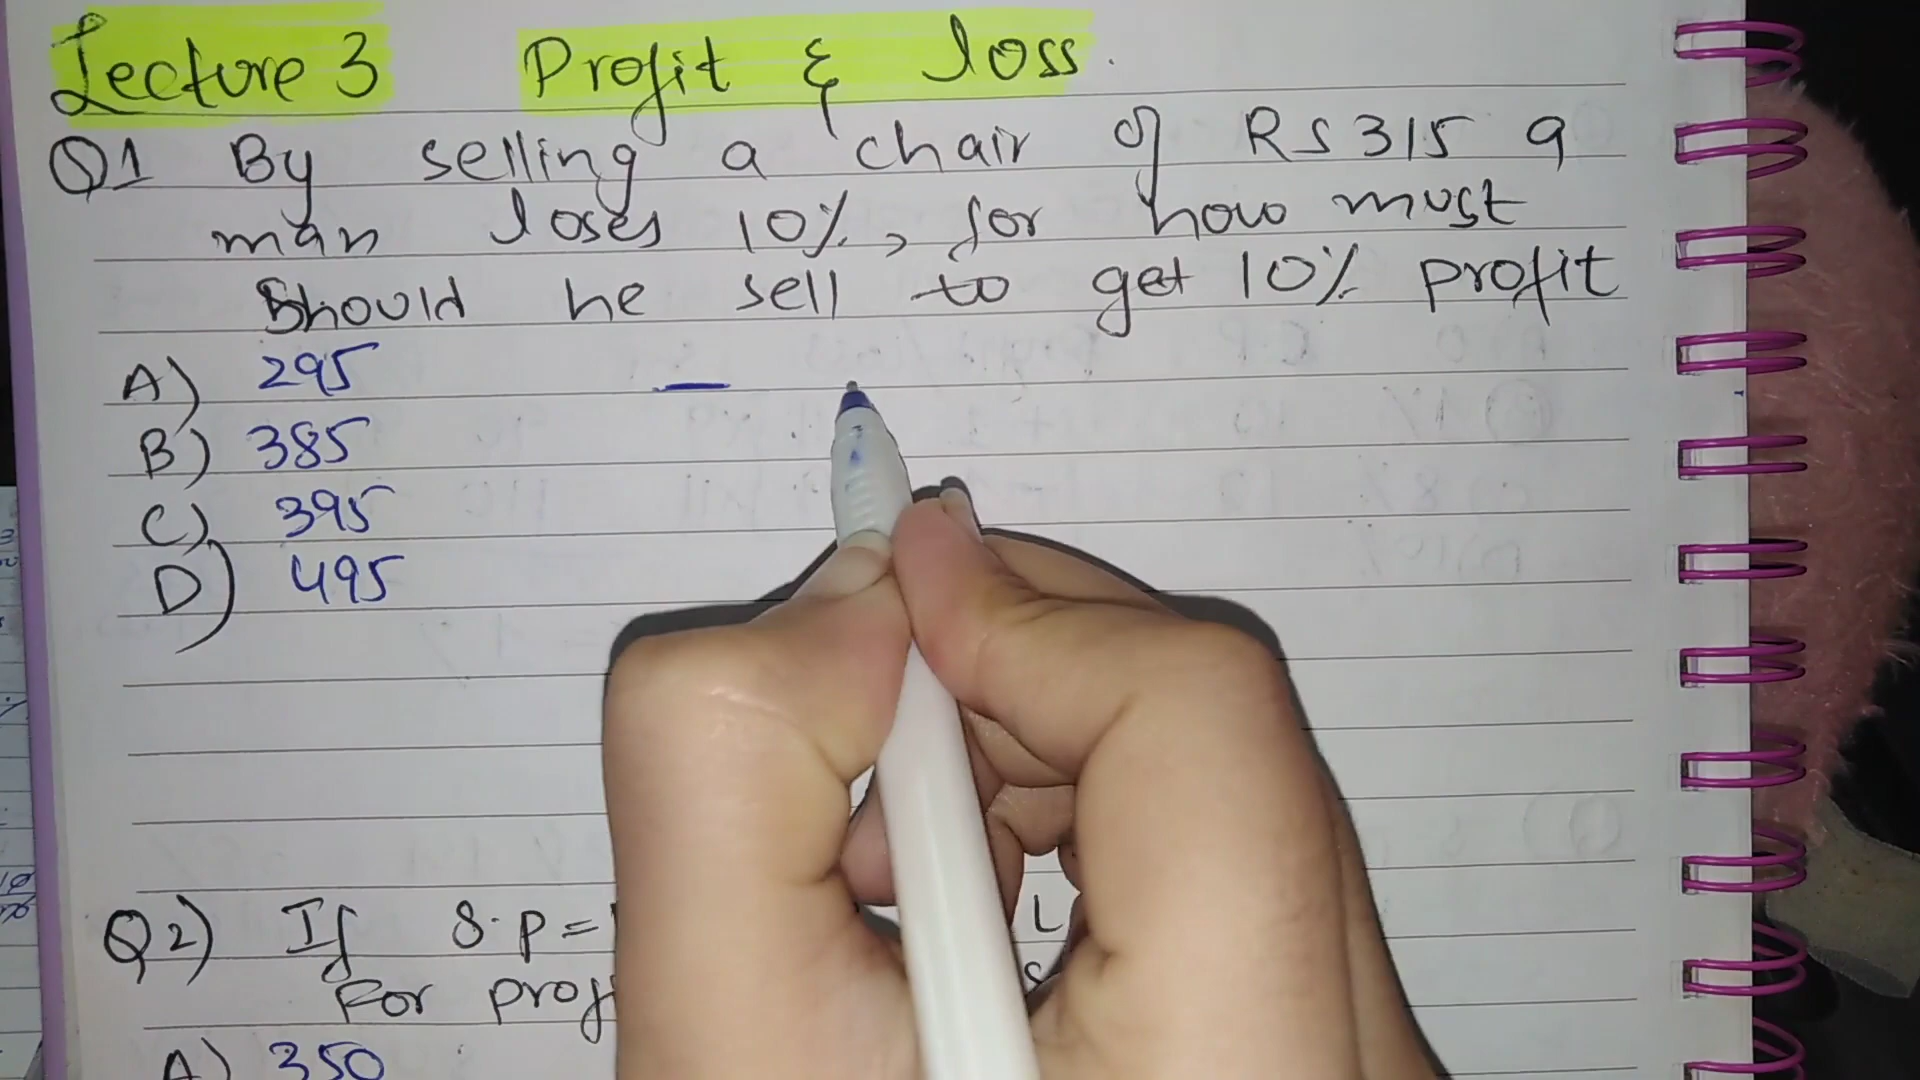 Lecture 3 Profit & loss.
Q1 By selling a chair of RS 315 a
man loses 10%, for how must
Should he sell to get 10% profit
A) 295
B) 385
C) 395
D) 495
Q2) If S.P=
For
A) 350